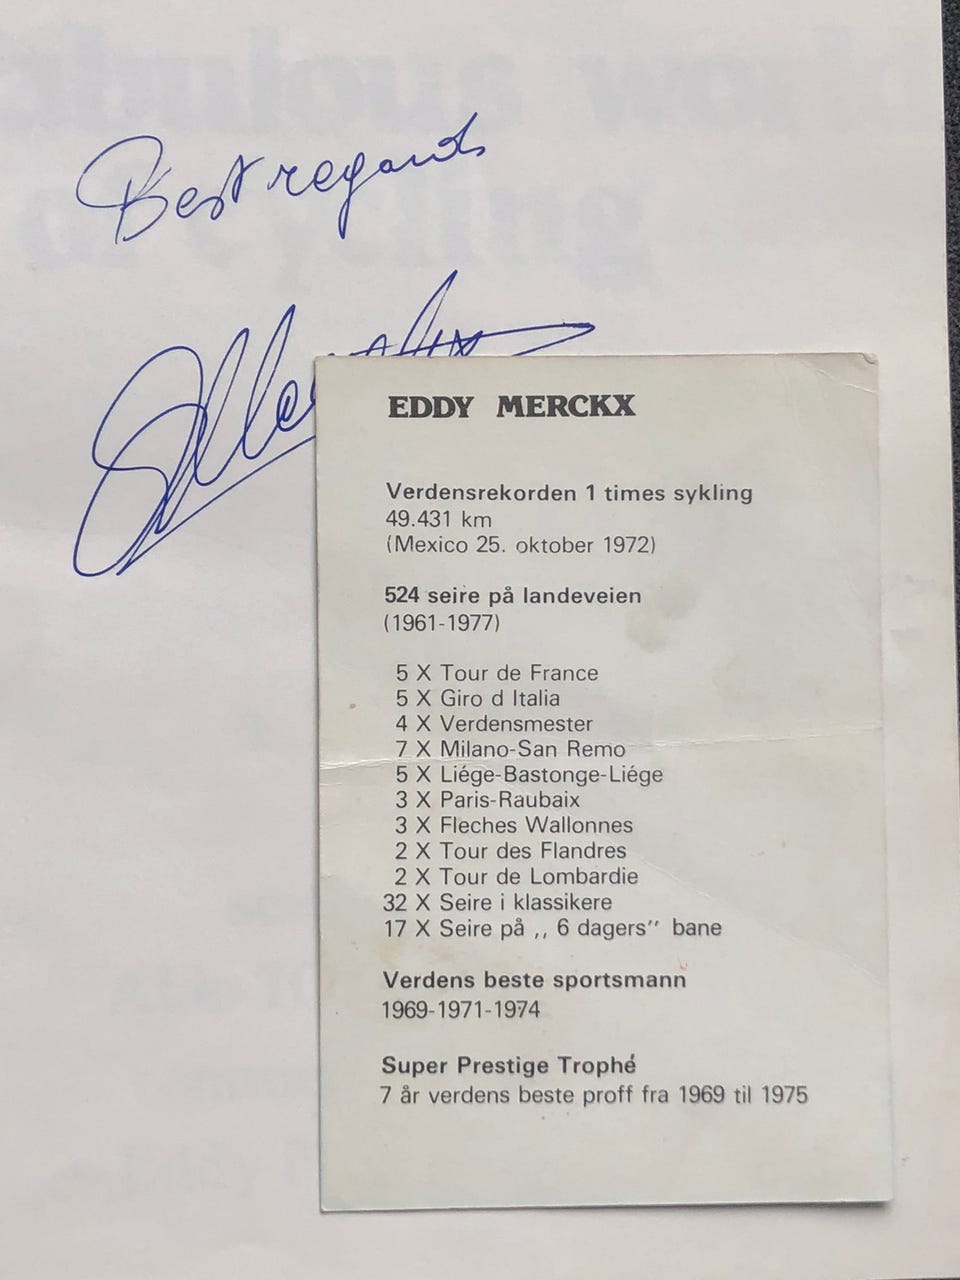 Best regards
EDDY MERCKX
Verdensrekorden 1 times sykling
49.431 km
(Mexico 25. oktober 1972)
524 seire på landeveien
(1961-1977)
5 X Tour de France
5 X Giro d Italia
4 X Verdensmester
7 X Milano-San Remo
5 X Liége-Bastonge-Liége
3 X Paris-Raubaix
3 X Fleches Wallonnes
2 X Tour des Flandres
2 X Tour de Lombardie
32 X Seire i klassikere
17 X Seire på ,, 6 dagers'' bane
Verdens beste sportsmann
1969-1971-1974
Super Prestige Trophé
7 år verdens beste proff fra 1969 til 1975